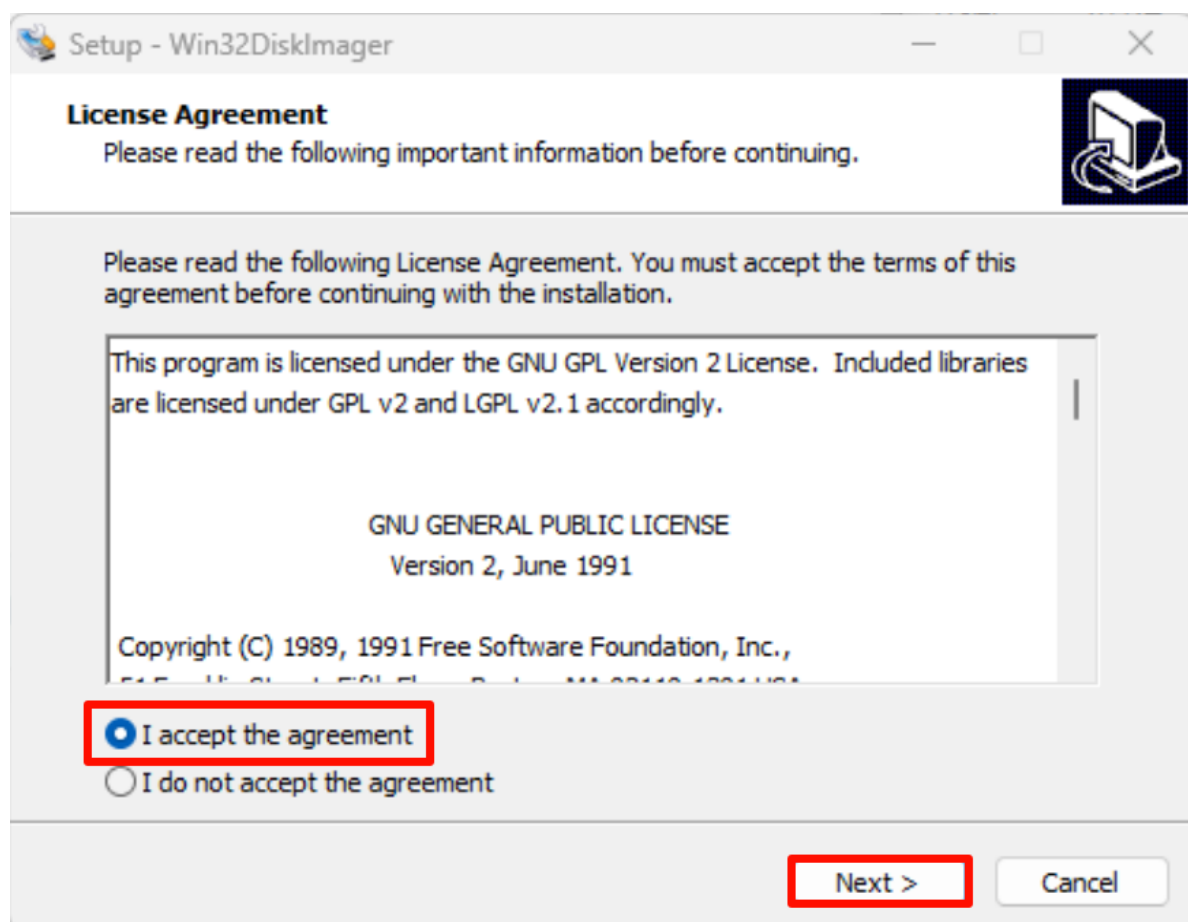 Setup - Win32DiskImager
License Agreement
Please read the following important information before continuing.
Please read the following License Agreement. You must accept the terms of this
agreement before continuing with the installation.
This program is licensed under the GNU GPL Version 2 License.  Included libraries
are licensed under GPL v2 and LGPL v2.1 accordingly.
GNU GENERAL PUBLIC LICENSE
Version 2, June 1991
Copyright (C) 1989, 1991 Free Software Foundation, Inc.,
I accept the agreement
I do not accept the agreement
Next >
Cancel